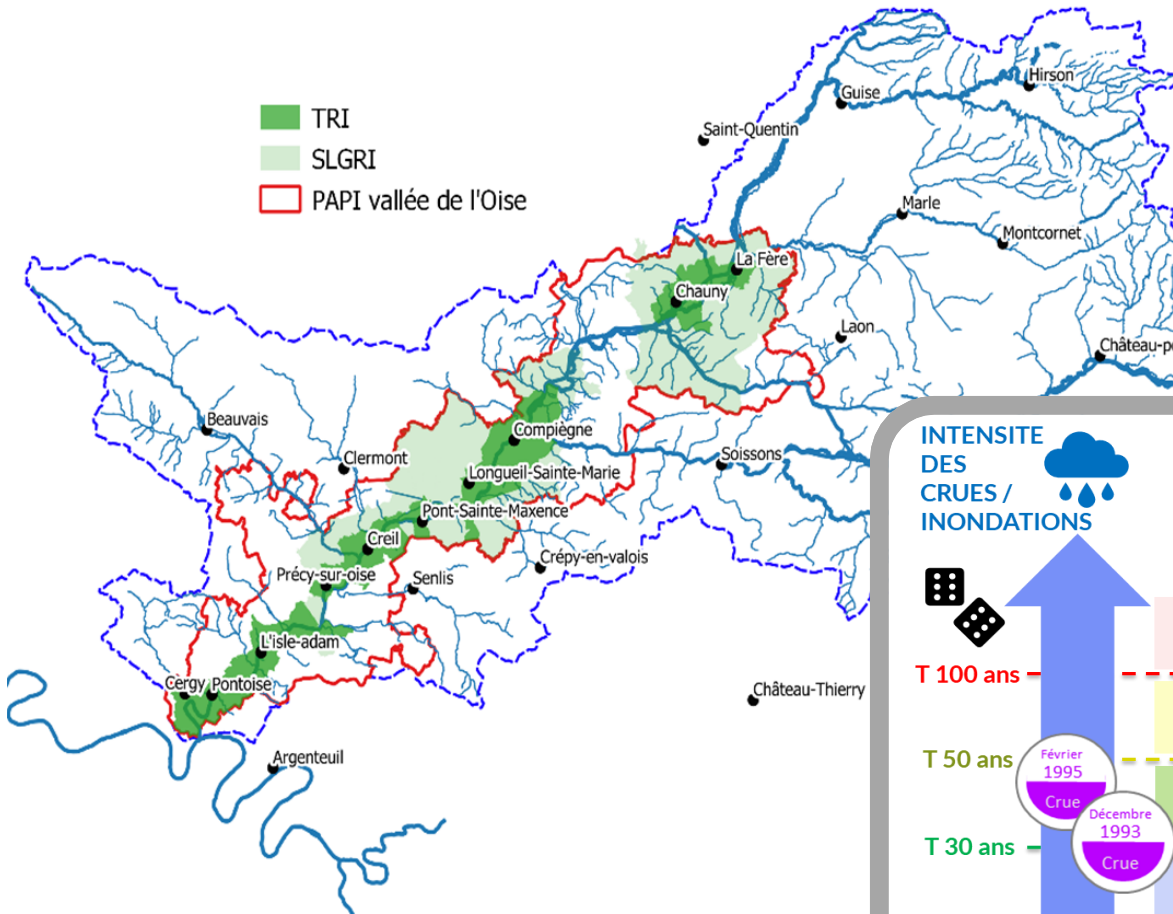 TRI
SLGRI
PAPI vallée de l'Oise
Hirson
Guise
Saint-Quentin
Marle
Montcornet
La Fère
Chauny
Laon
Château-p
Beauvais
Compiègne
Clermont
Soissons
Longueil-Sainte-Marie
Pont-Sainte-Maxence
Creil
Crépy-en-valois
Précy-sur-oise
Senlis
L'isle-adam
Cergy
Pontoise
Château-Thierry
Argenteuil
INTENSITE
DES
CRUES /
INONDATIONS
T 100 ans
T 50 ans
Février
1995
Crue
Décembre
1993
Crue
T 30 ans